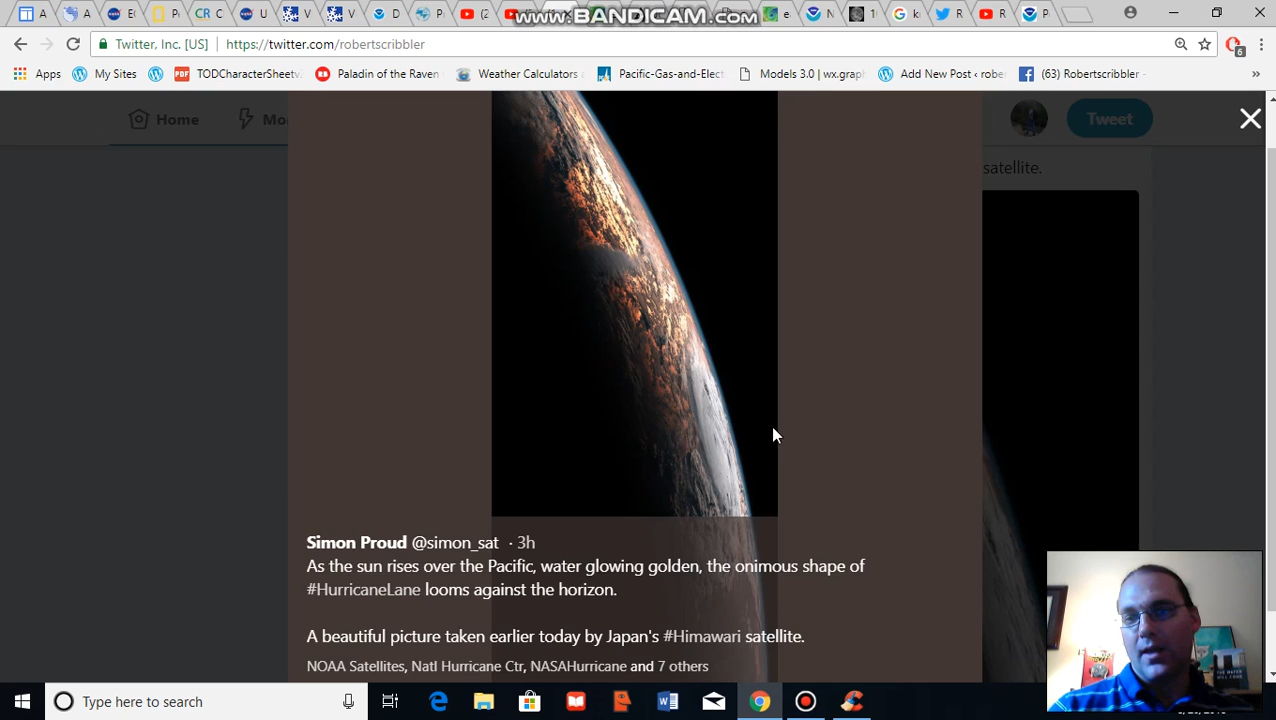 www.BANDICAM.com
Twitter, Inc. [US] https://twitter.com/robertscribbler
6
Apps My Sites PDF TODCharacterSheet Paladin of the Raven Weather Calculators Pacific-Gas-and-Elect Models 3.0 | wx.grap Add New Post ‹ robe (63) Robertscribbler - »
Home Mo Tweet
satellite.
Simon Proud @simon_sat · 3h
As the sun rises over the Pacific, water glowing golden, the onimous shape of
#HurricaneLane looms against the horizon.
A beautiful picture taken earlier today by Japan's #Himawari satellite.
NOAA Satellites, Natl Hurricane Ctr, NASAHurricane and 7 others
Type here to search